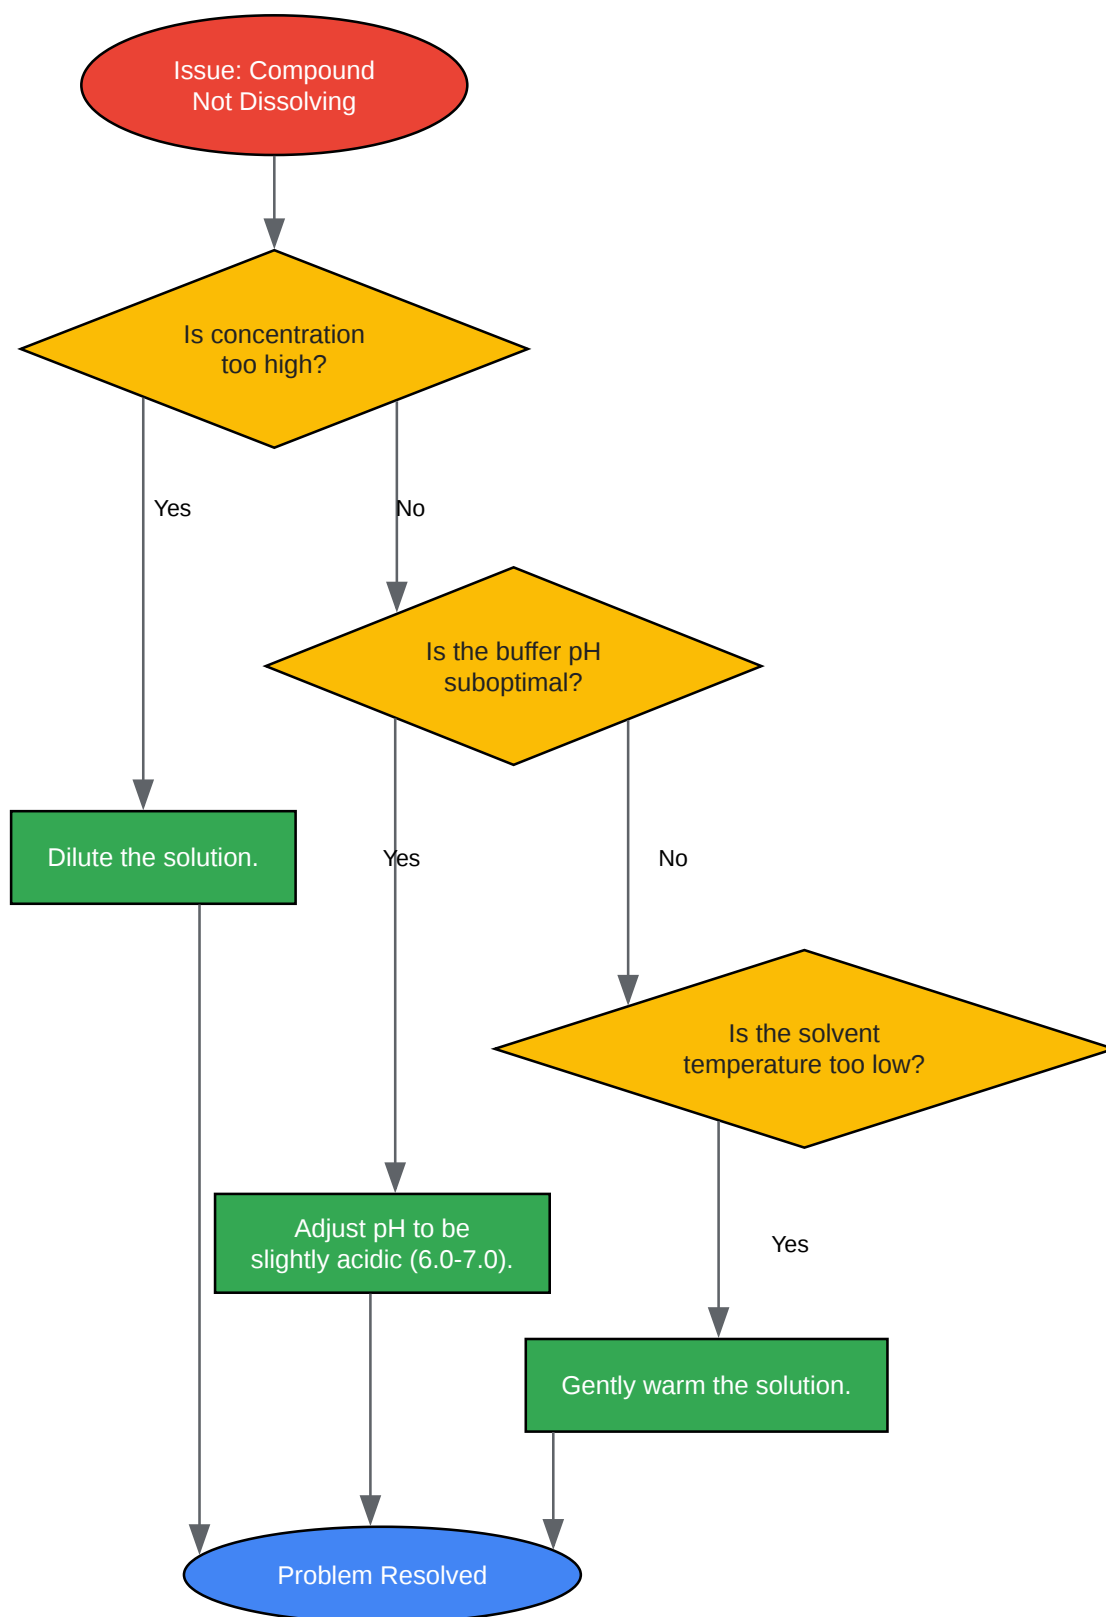 Issue: Compound
Not Dissolving
Is concentration
too high?
Yes
No
Is the buffer pH
suboptimal?
Dilute the solution.
Yes
No
Is the solvent
temperature too low?
Adjust pH to be
slightly acidic (6.0-7.0).
Yes
Gently warm the solution.
Problem Resolved